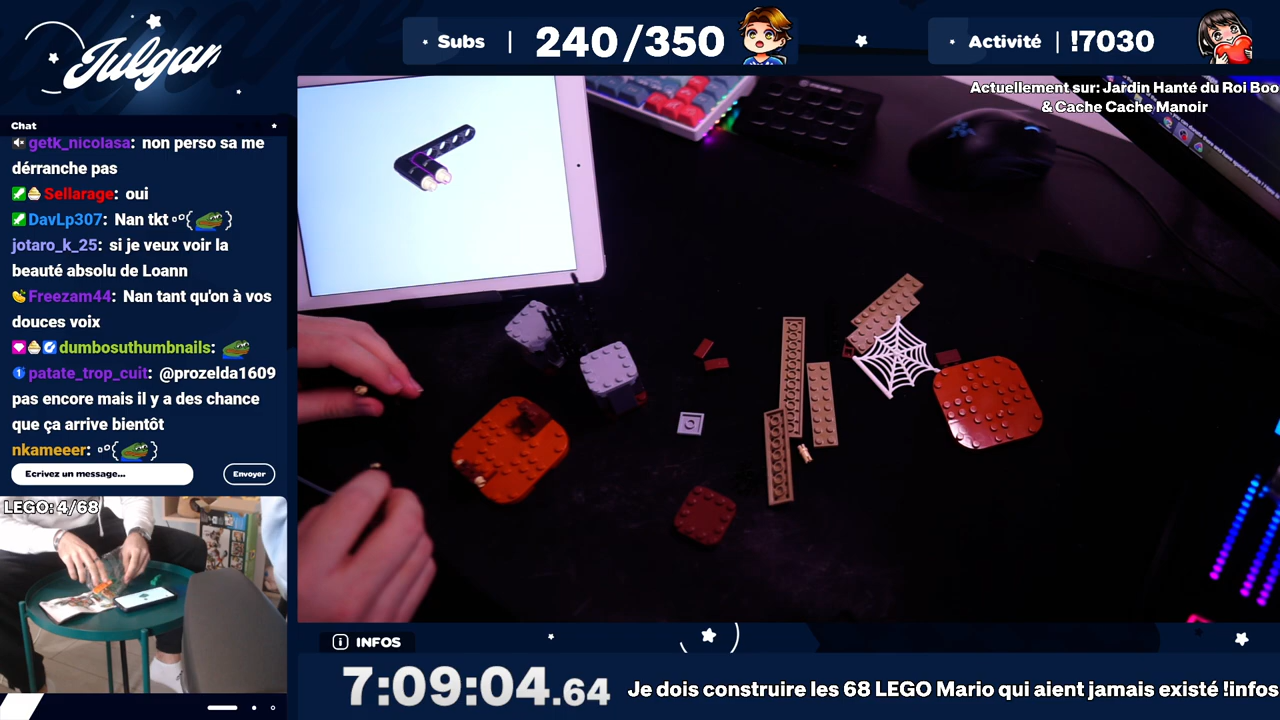 Julgane
Subs | 240/350
Activité | !7030
Actuellement sur: Jardin Hanté du Roi Boo
& Cache Cache Manoir
Chat
getk_nicolasa: non perso sa me
dérranche pas
Sellarage: oui
DavLp307: Nan tkt
jotaro_k_25: si je veux voir la
beauté absolu de Loann
Freezam44: Nan tant qu'on à vos
douces voix
dumbosuthumbnails:
patate_trop_cuit: @prozelda1609
pas encore mais il y a des chance
que ça arrive bientôt
nkameeer:
Ecrivez un message...
Envoyer
LEGO: 4/68
INFOS
7:09:04.64
Je dois construire les 68 LEGO Mario qui aient jamais existé !infos